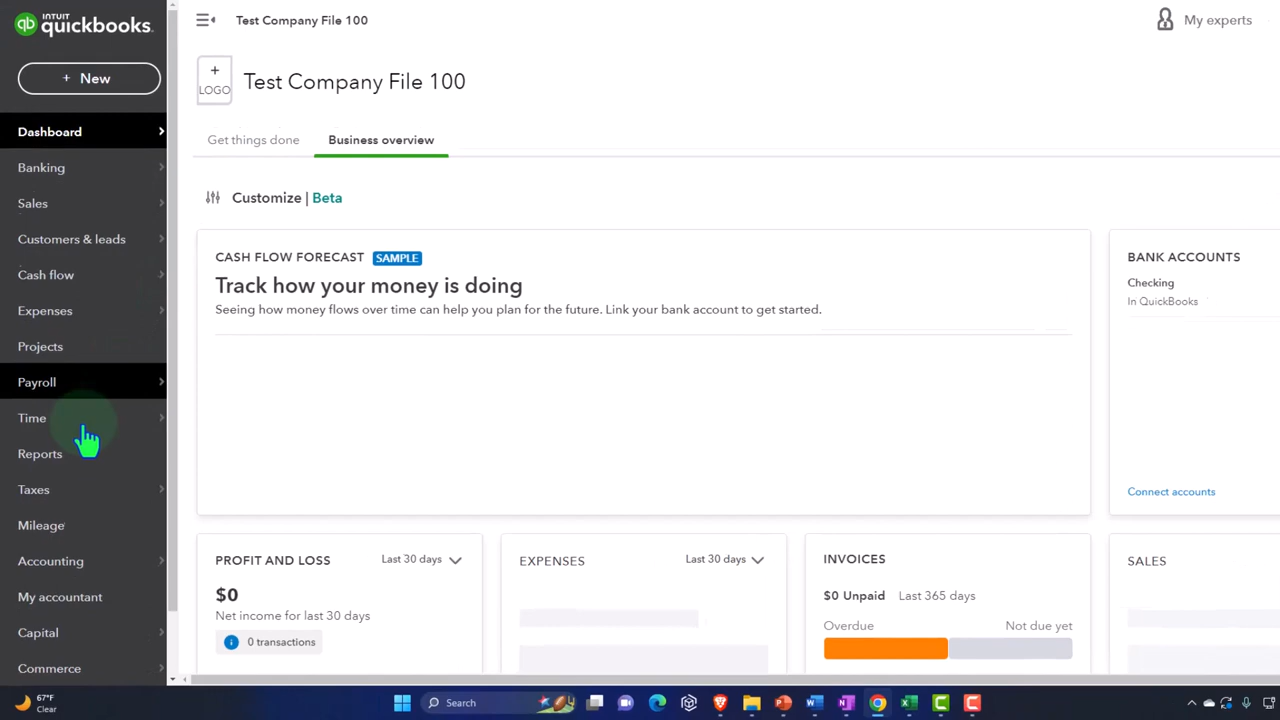 INTUIT
quickbooks.
+ New
Dashboard
Banking
Sales
Customers & leads
Cash flow
Expenses
Projects
Payroll
Time
Reports
Taxes
Mileage
Accounting
My accountant
Capital
Commerce
Test Company File 100
My experts
+
LOGO
Test Company File 100
Get things done
Business overview
Customize | Beta
CASH FLOW FORECAST SAMPLE
Track how your money is doing
Seeing how money flows over time can help you plan for the future. Link your bank account to get started.
BANK ACCOUNTS
Checking
In QuickBooks
Connect accounts
PROFIT AND LOSS Last 30 days
$0
Net income for last 30 days
0 transactions
EXPENSES Last 30 days
INVOICES
$0 Unpaid Last 365 days
Overdue Not due yet
SALES
67°F
Clear
Search